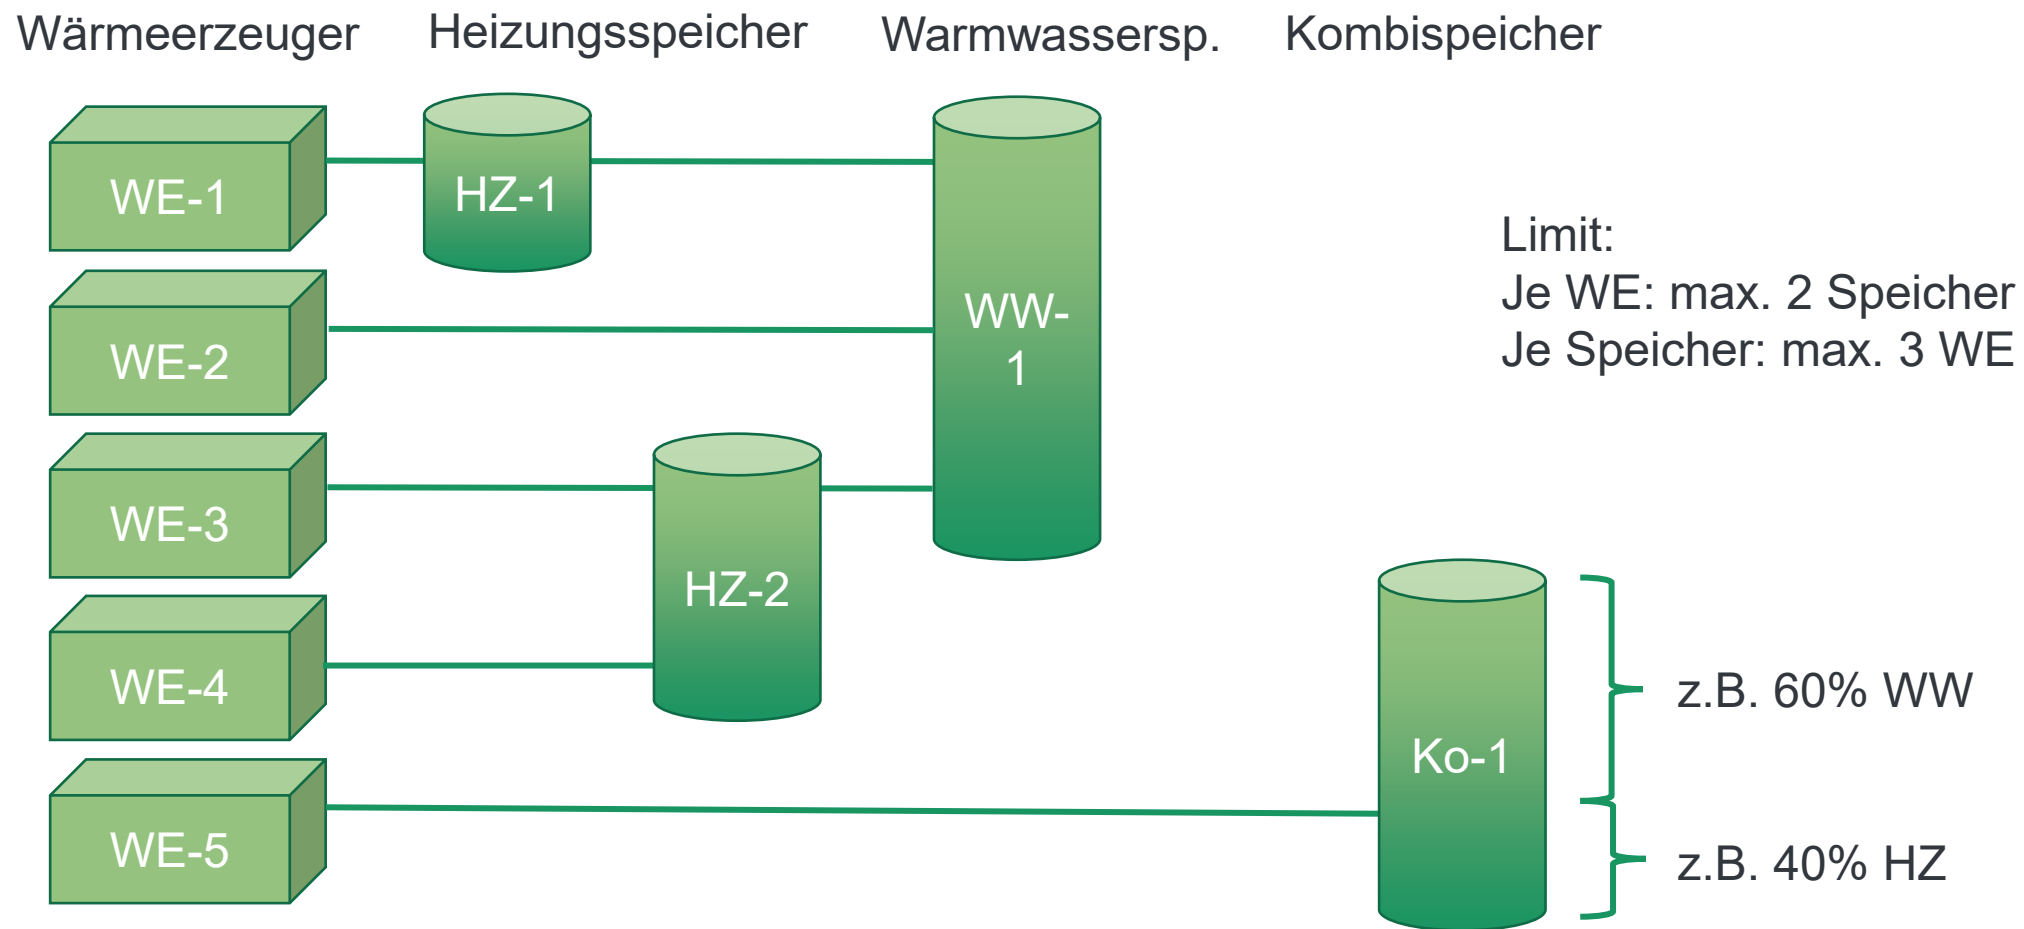 Wärmeerzeuger
Heizungsspeicher
Warmwassersp.
Kombispeicher
WE-1
HZ-1
WW-
1
WE-2
Limit:
Je WE: max. 2 Speicher
Je Speicher: max. 3 WE
WE-3
HZ-2
WE-4
Ko-1
z.B. 60% WW
WE-5
z.B. 40% HZ